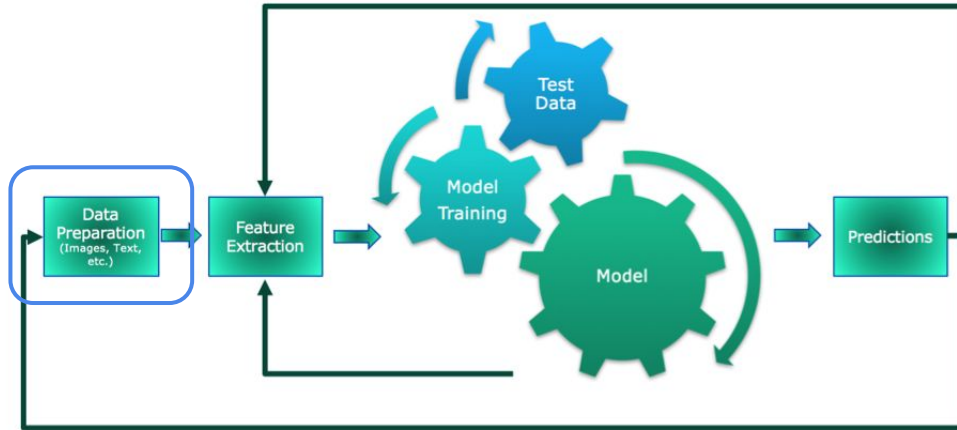 Test
Data
Model
Training
Data
Preparation
(Images, Text,
etc.)
Feature
Extraction
Model
Predictions